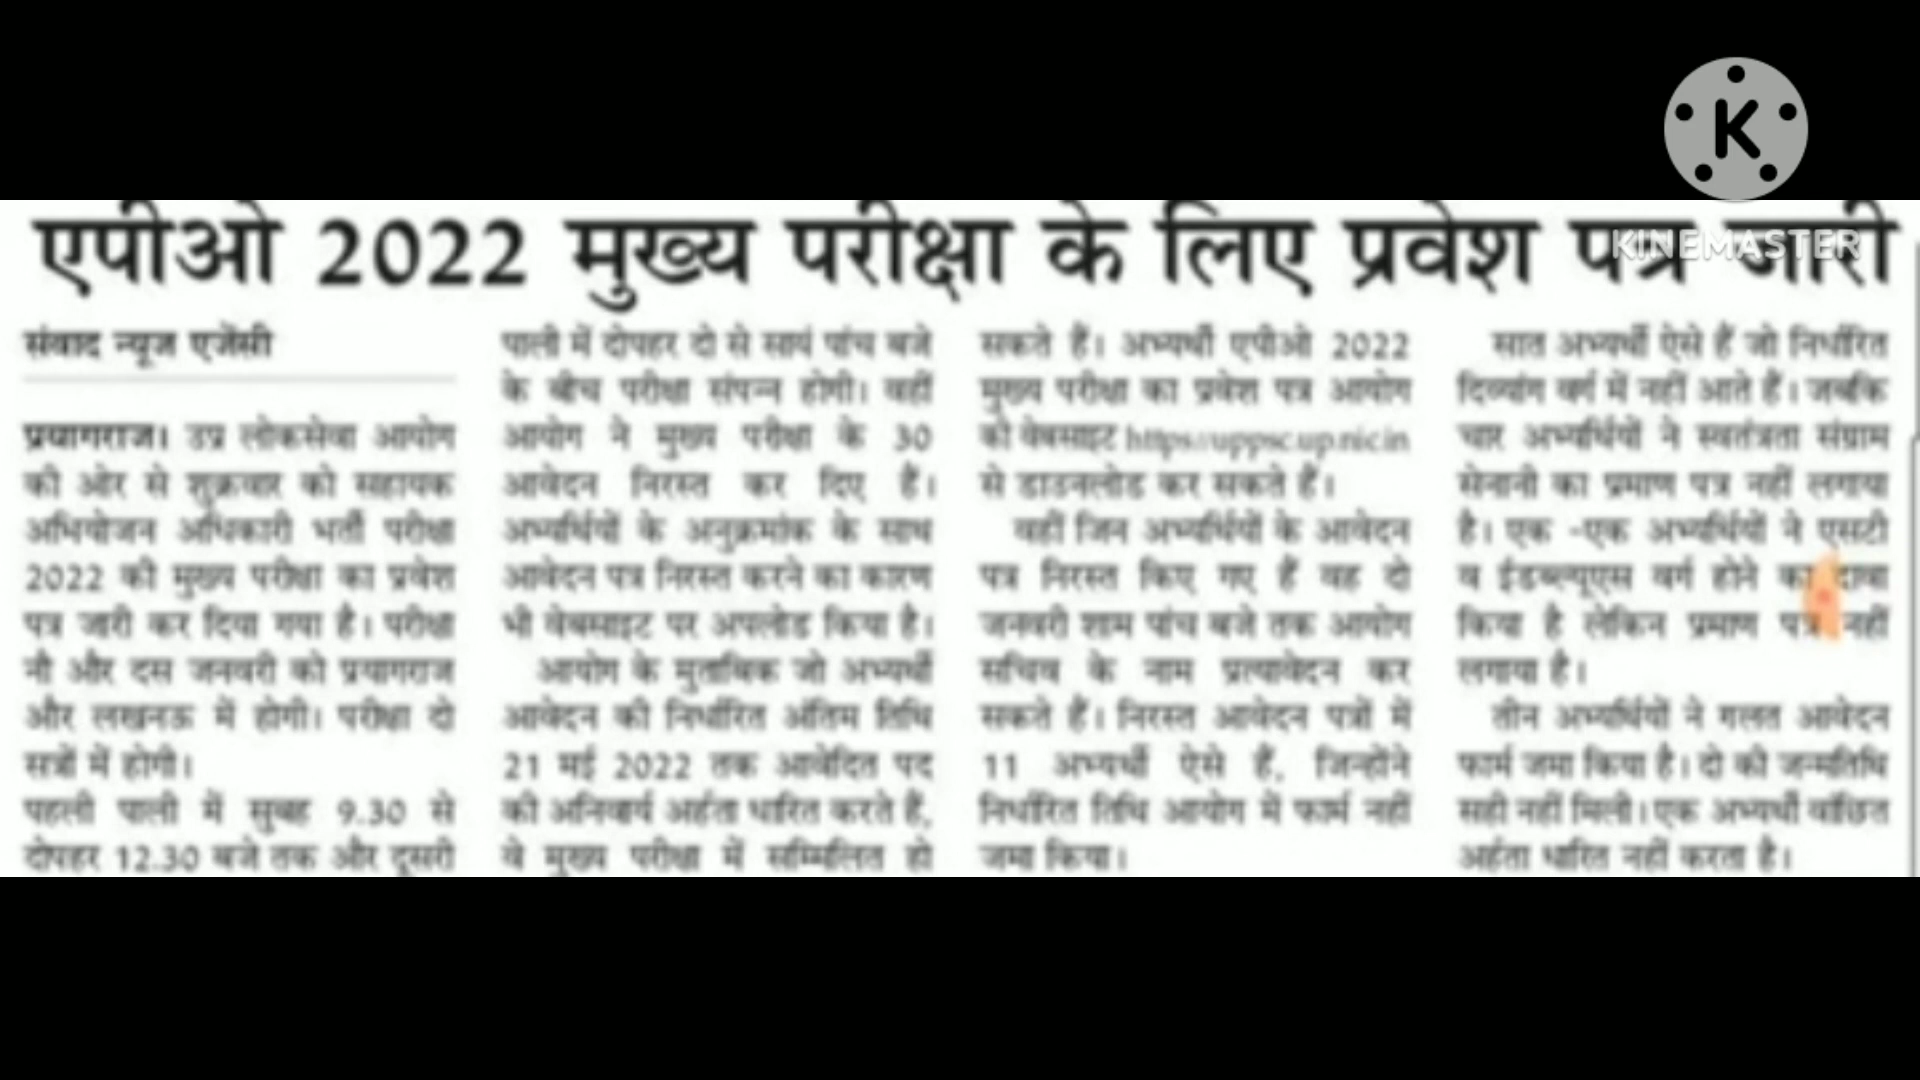 K
KINEMASTER
एपीओ 2022 मुख्य परीक्षा के लिए प्रवेश पत्र जारी
संवाद न्यूज एजेंसी
प्रयागराज। उप्र लोकसेवा आयोग
की ओर से शुक्रवार को सहायक
अभियोजन अधिकारी भर्ती परीक्षा
2022 की मुख्य परीक्षा का प्रवेश
पत्र जारी कर दिया गया है। परीक्षा
नौ और दस जनवरी को प्रयागराज
और लखनऊ में होगी। परीक्षा दो
सत्रों में होगी।
पहली पाली में सुबह 9.30 से
दोपहर 12.30 बजे तक और दूसरी
पाली में दोपहर दो से सायं पांच बजे
के बीच परीक्षा संपन्न होगी। वहीं
आयोग ने मुख्य परीक्षा के 30
आवेदन निरस्त कर दिए हैं।
अभ्यर्थियों के अनुक्रमांक के साथ
आवेदन पत्र निरस्त करने का कारण
भी वेबसाइट पर अपलोड किया है।
आयोग के मुताबिक जो अभ्यर्थी
आवेदन की निर्धारित अंतिम तिथि
21 मई 2022 तक आवेदित पद
की अनिवार्य अर्हता धारित करते हैं,
वे मुख्य परीक्षा में सम्मिलित हो
सकते हैं। अभ्यर्थी एपीओ 2022
मुख्य परीक्षा का प्रवेश पत्र आयोग
की वेबसाइट https::uppsc.up.nic.in
से डाउनलोड कर सकते हैं।
वहीं जिन अभ्यर्थियों के आवेदन
पत्र निरस्त किए गए हैं वह दो
जनवरी शाम पांच बजे तक आयोग
सचिव के नाम प्रत्यावेदन कर
सकते हैं। निरस्त आवेदन पत्रों में
11 अभ्यर्थी ऐसे हैं, जिन्होंने
निर्धारित तिथि आयोग में फार्म नहीं
जमा किया।
सात अभ्यर्थी ऐसे हैं जो निर्धारित
दिव्यांग वर्ग में नहीं आते हैं। जबकि
चार अभ्यर्थियों ने स्वतंत्रता संग्राम
सेनानी का प्रमाण पत्र नहीं लगाया
है। एक -एक अभ्यर्थियों ने एसटी
व ईडब्ल्यूएस वर्ग होने का दावा
किया है लेकिन प्रमाण पत्र नहीं
लगाया है।
तीन अभ्यर्थियों ने गलत आवेदन
फार्म जमा किया है। दो की जन्मतिथि
सही नहीं मिली। एक अभ्यर्थी वांछित
अर्हता धारित नहीं करता है।